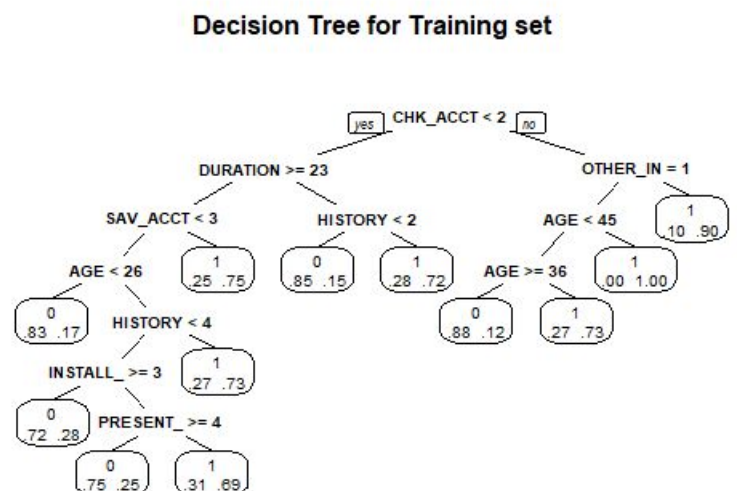 Decision Tree for Training set
yes CHK_ACCT < 2 no
DURATION >= 23 OTHER_IN = 1
SAV_ACCT < 3 HISTORY < 2 AGE < 45 1
.10 .90
AGE < 26 1 0 1 AGE >= 36 1
.25 .75 .85 .15 .28 .72 .00 1.00
0 HISTORY < 4 0 1
.83 .17 .88 .12 .27 .73
INSTALL_ >= 3 1
.27 .73
0 PRESENT_ >= 4
.72 .28
0 1
.75 .25 .31 .69